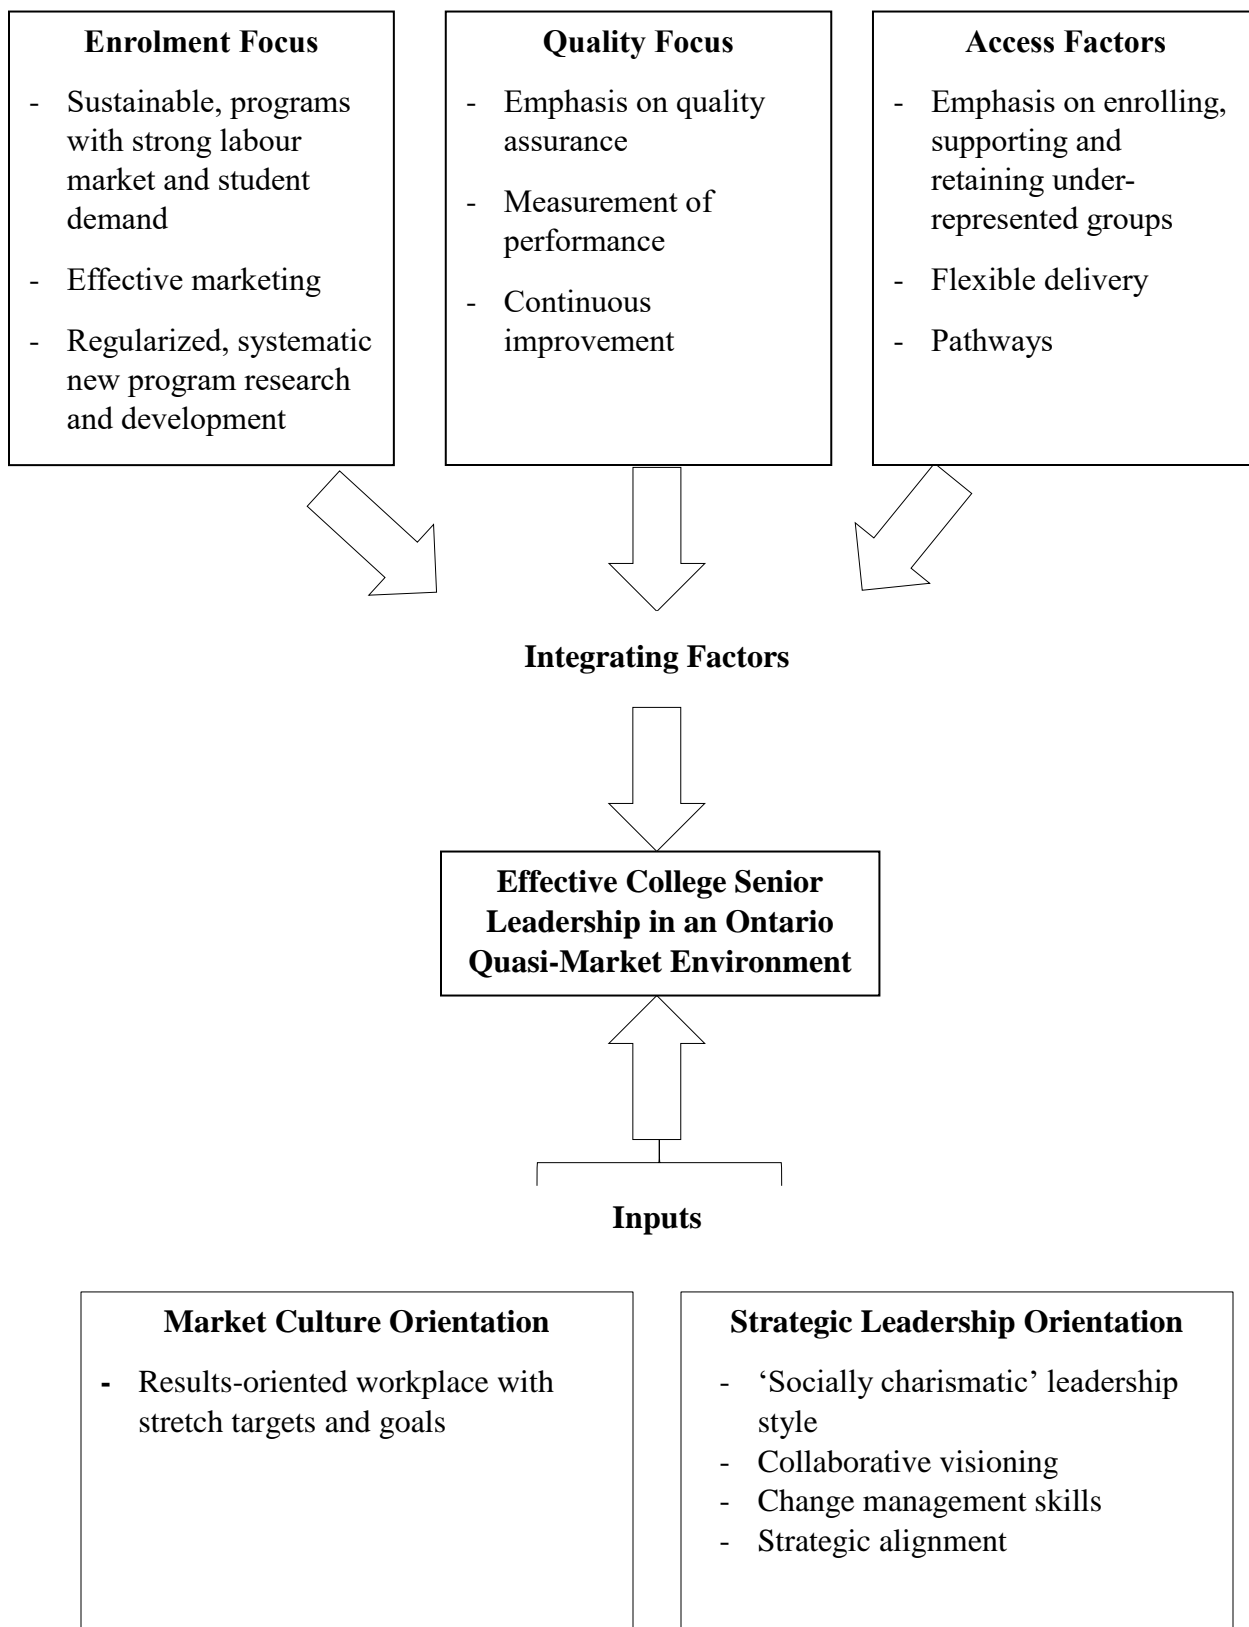 Enrolment Focus
- Sustainable, programs
with strong labour
market and student
demand
- Effective marketing
- Regularized, systematic
new program research
and development
Quality Focus
- Emphasis on quality
assurance
- Measurement of
performance
- Continuous
improvement
Access Factors
- Emphasis on enrolling,
supporting and
retaining under-
represented groups
- Flexible delivery
- Pathways
Integrating Factors
Effective College Senior
Leadership in an Ontario
Quasi-Market Environment
Inputs
Market Culture Orientation
- Results-oriented workplace with
stretch targets and goals
Strategic Leadership Orientation
- ‘Socially charismatic’ leadership
style
- Collaborative visioning
- Change management skills
- Strategic alignment